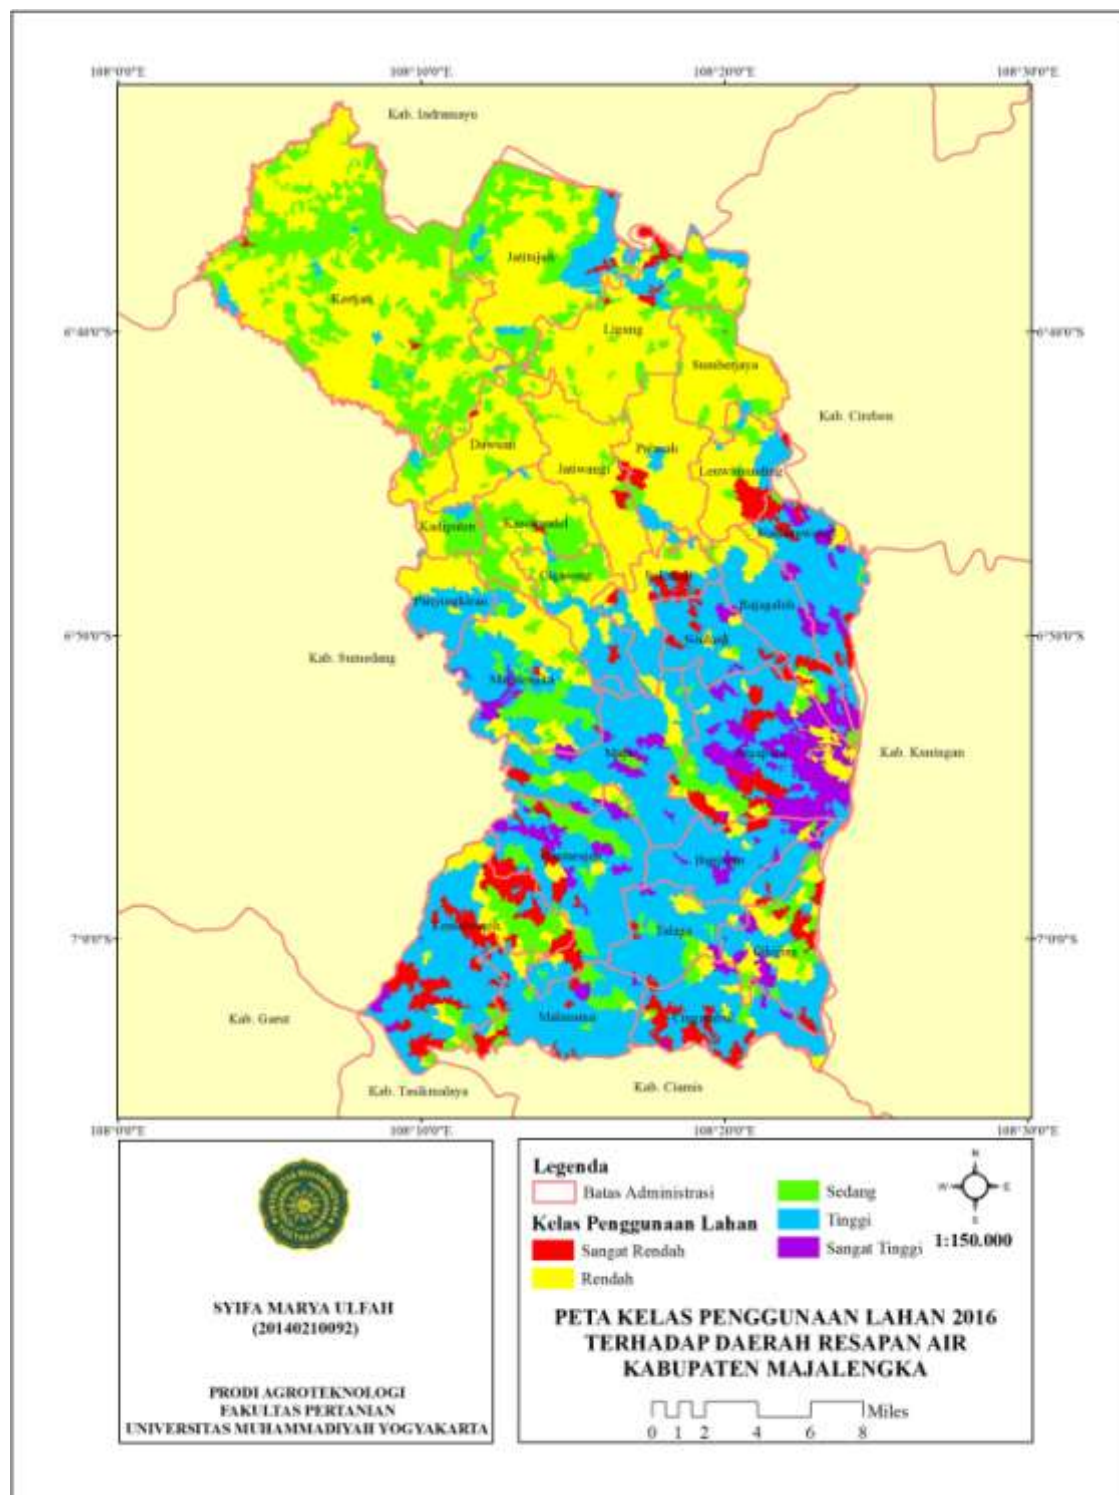 108°0'0"E
108°10'0"E
108°20'0"E
108°30'0"E
Kab. Indramayu
Jatitujuh
Kertjati
6°40'0"S
6°40'0"S
Ligung
Sumberjaya
Kab. Cirebon
Dawuan
Palasah
Jatiwangi
Leuwimunding
Kadipaten
Panyingkiran
Rajagaluh
6°50'0"S
6°50'0"S
Kab. Sumedang
Majalengka
Maja
Kab. Kuningan
Talaga
Cikijing
7°0'0"S
7°0'0"S
Malausma
Cingambul
Kab. Garut
Kab. Tasikmalaya
Kab. Ciamis
108°0'0"E
108°10'0"E
108°20'0"E
108°30'0"E
SYIFA MARYA ULFAH
(20140210092)
PRODI AGROTEKNOLOGI
FAKULTAS PERTANIAN
UNIVERSITAS MUHAMMADIYAH YOGYAKARTA
Legenda
Batas Administrasi
Kelas Penggunaan Lahan
Sangat Rendah
Rendah
Sedang
Tinggi
Sangat Tinggi
N
W
E
S
1:150.000
PETA KELAS PENGGUNAAN LAHAN 2016
TERHADAP DAERAH RESAPAN AIR
KABUPATEN MAJALENGKA
Miles
0 1 2 4 6 8